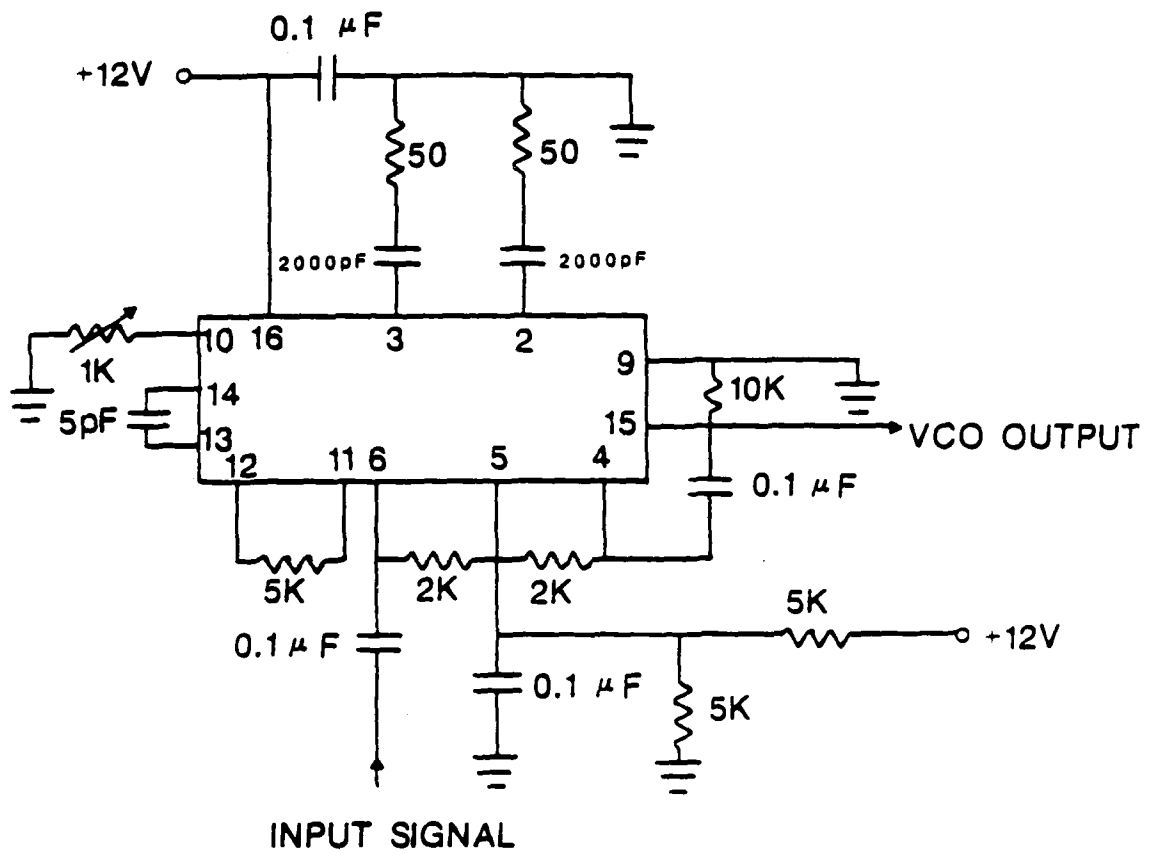 0.1 μF
+12V
50
50
2000pF
2000pF
10
16
3
2
1K
9
14
10K
5pF
15
13
VCO OUTPUT
12
11
6
5
4
0.1 μF
5K
2K
2K
5K
0.1 μF
+12V
0.1 μF
5K
INPUT SIGNAL